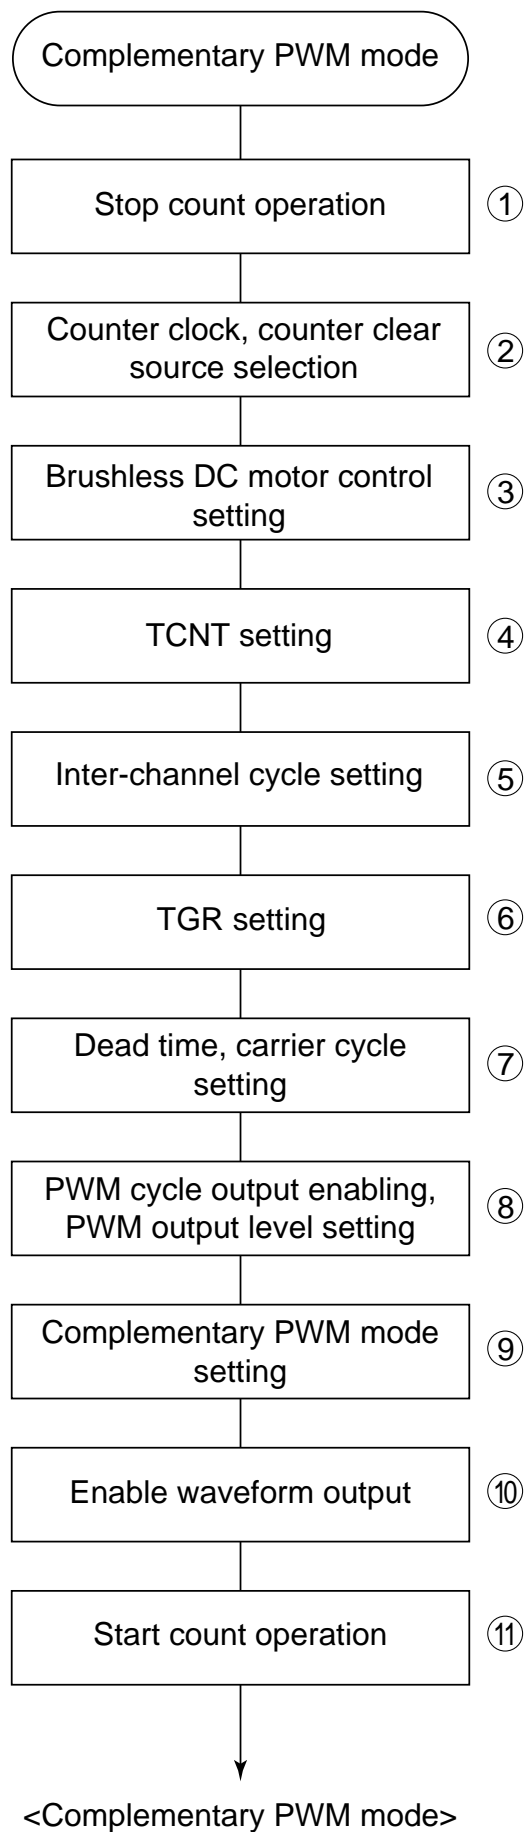 Complementary PWM mode
Stop count operation
1
Counter clock, counter clear
source selection
2
Brushless DC motor control
setting
3
TCNT setting
4
Inter-channel cycle setting
5
TGR setting
6
Dead time, carrier cycle
setting
7
PWM cycle output enabling,
PWM output level setting
8
Complementary PWM mode
setting
9
Enable waveform output
10
Start count operation
11
<Complementary PWM mode>